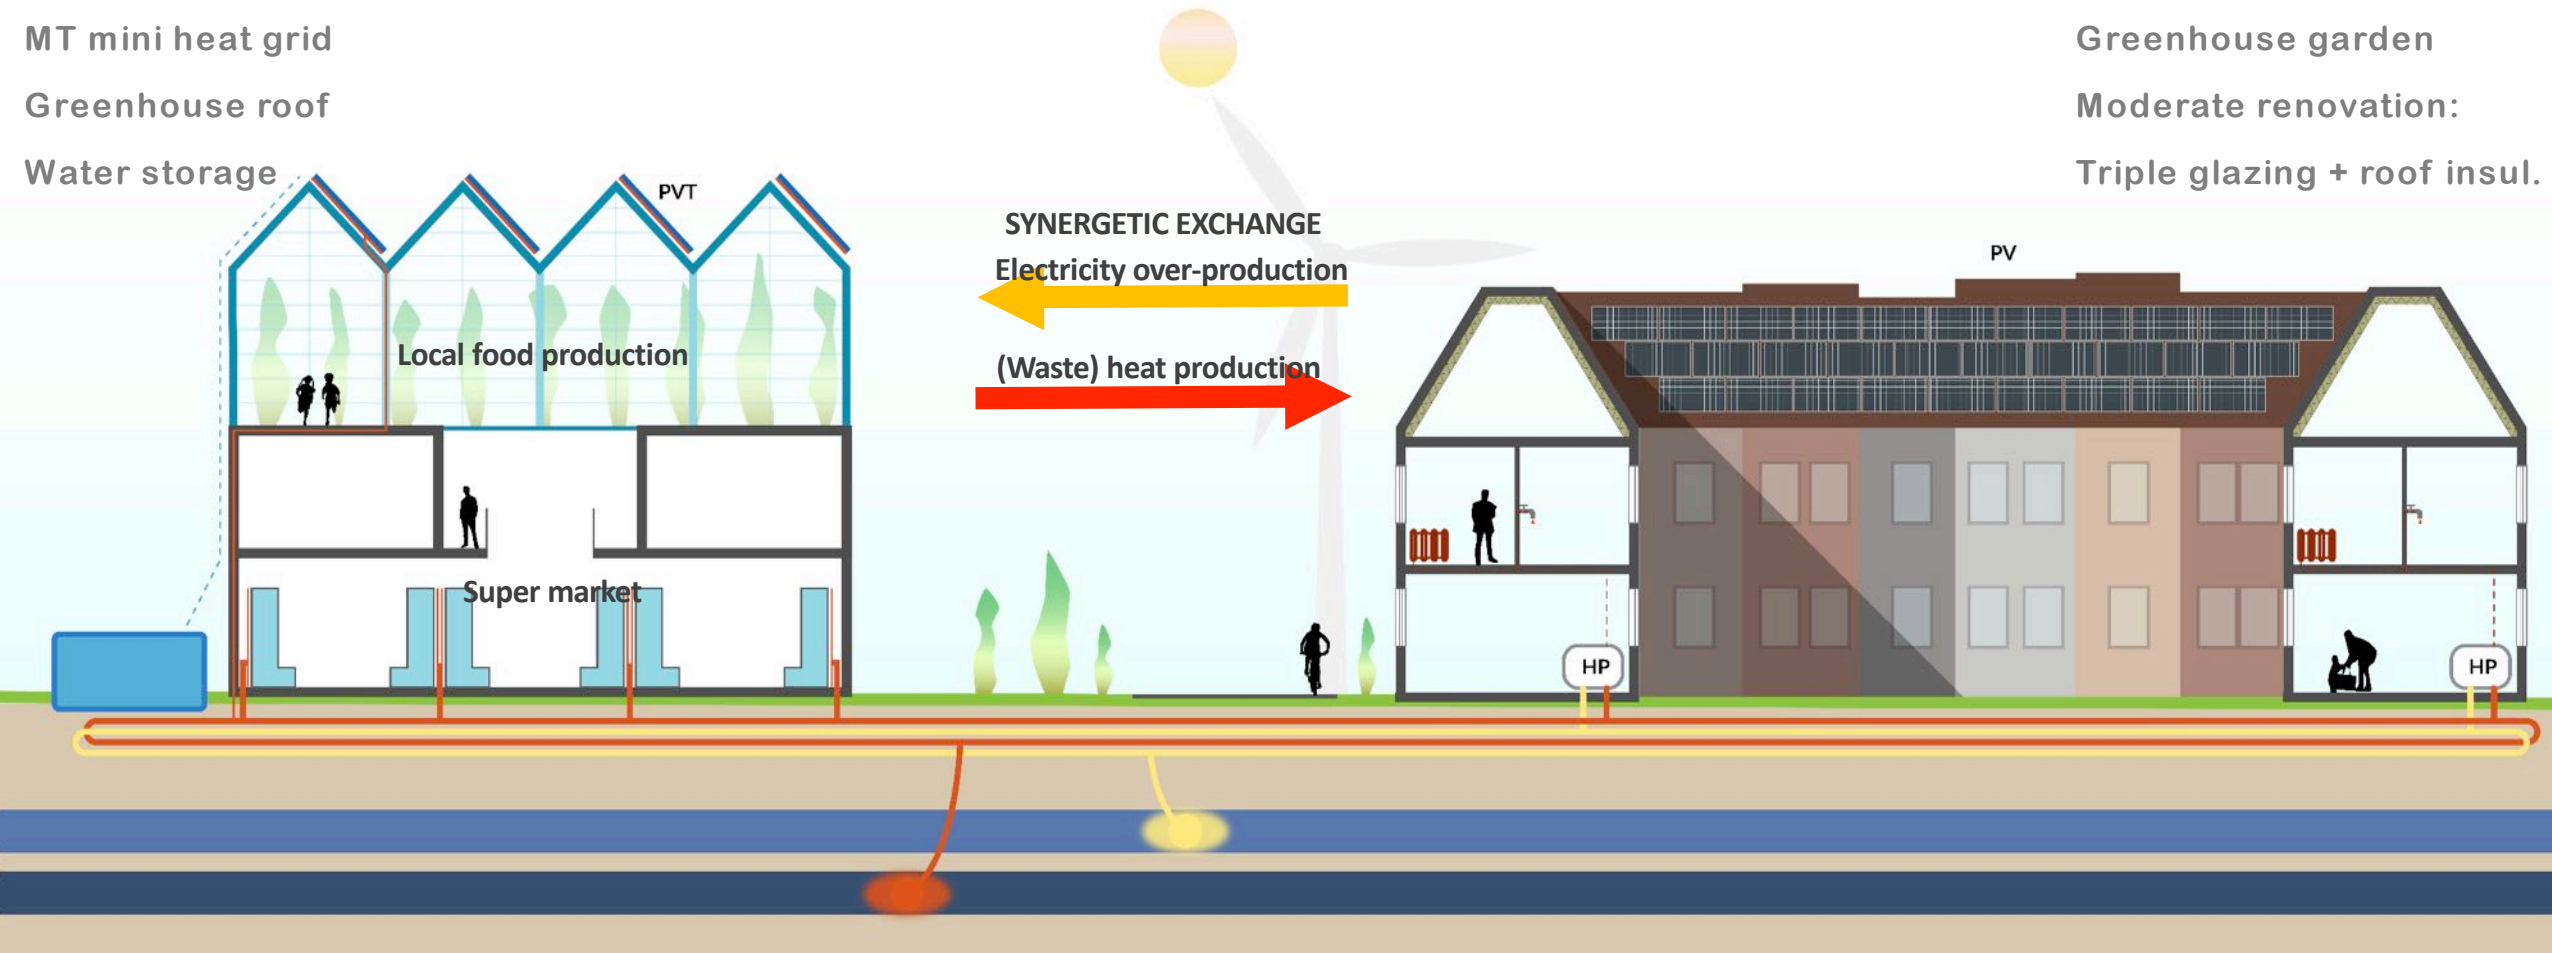 MT mini heat grid
Greenhouse roof
Water storage
Greenhouse garden
Moderate renovation:
Triple glazing + roof insul.
PVT
SYNERGETIC EXCHANGE
Electricity over-production
(Waste) heat production
PV
Local food production
Super market
HP
HP